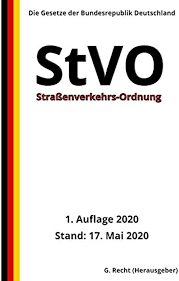 Die Gesetze der Bundesrepublik Deutschland
StVO
Straßenverkehrs-Ordnung
1. Auflage 2020
Stand: 17. Mai 2020
G. Recht (Herausgeber)